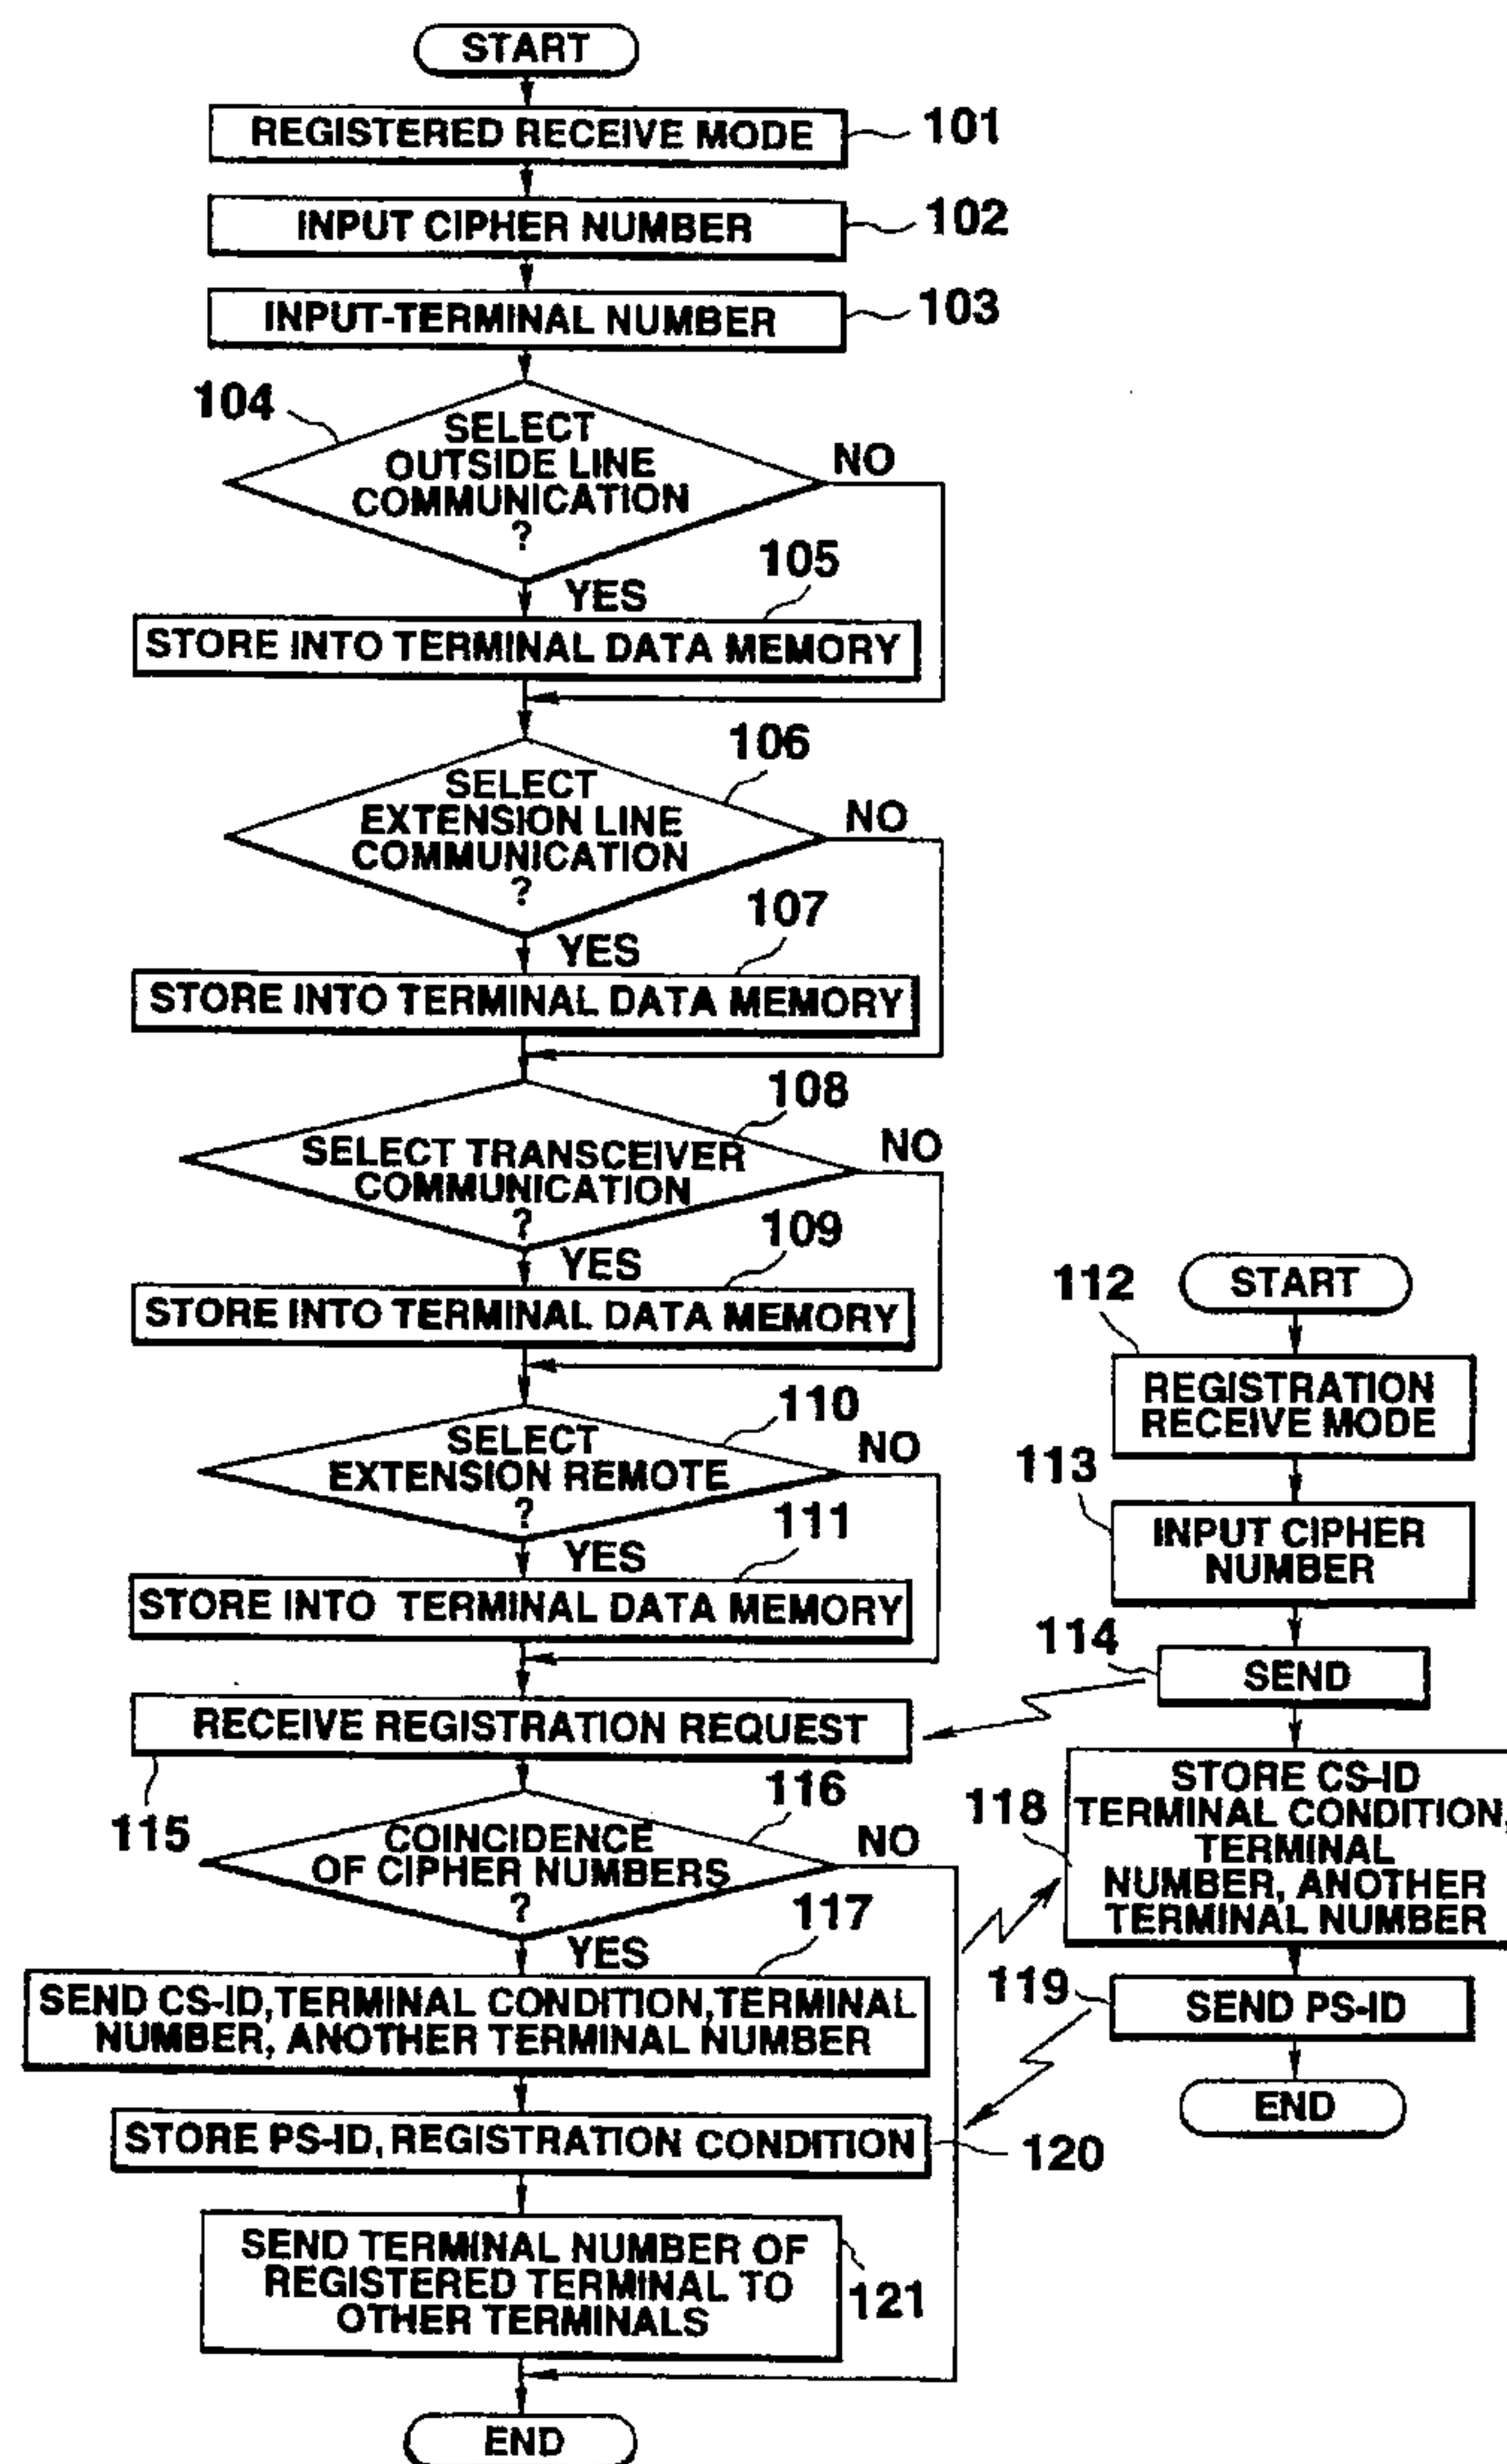 START
REGISTERED RECEIVE MODE
101
INPUT CIPHER NUMBER
102
INPUT-TERMINAL NUMBER
103
104
SELECT
OUTSIDE LINE
COMMUNICATION
?
NO
YES
105
STORE INTO TERMINAL DATA MEMORY
106
SELECT
EXTENSION LINE
COMMUNICATION
?
NO
YES
107
STORE INTO TERMINAL DATA MEMORY
108
SELECT TRANSCEIVER
COMMUNICATION
?
NO
YES
109
STORE INTO TERMINAL DATA MEMORY
110
SELECT
EXTENSION REMOTE
?
NO
YES
111
STORE INTO TERMINAL DATA MEMORY
RECEIVE REGISTRATION REQUEST
115
116
COINCIDENCE
OF CIPHER NUMBERS
?
NO
YES
117
SEND CS-ID,TERMINAL CONDITION,TERMINAL
NUMBER, ANOTHER TERMINAL NUMBER
STORE PS-ID,REGISTRATION CONDITION
120
SEND TERMINAL NUMBER OF
REGISTERED TERMINAL TO
OTHER TERMINALS
121
END
START
112
REGISTRATION
RECEIVE MODE
113
INPUT CIPHER
NUMBER
114
SEND
118
STORE CS-ID
TERMINAL CONDITION,
TERMINAL
NUMBER, ANOTHER
TERMINAL NUMBER
119
SEND PS-ID
END